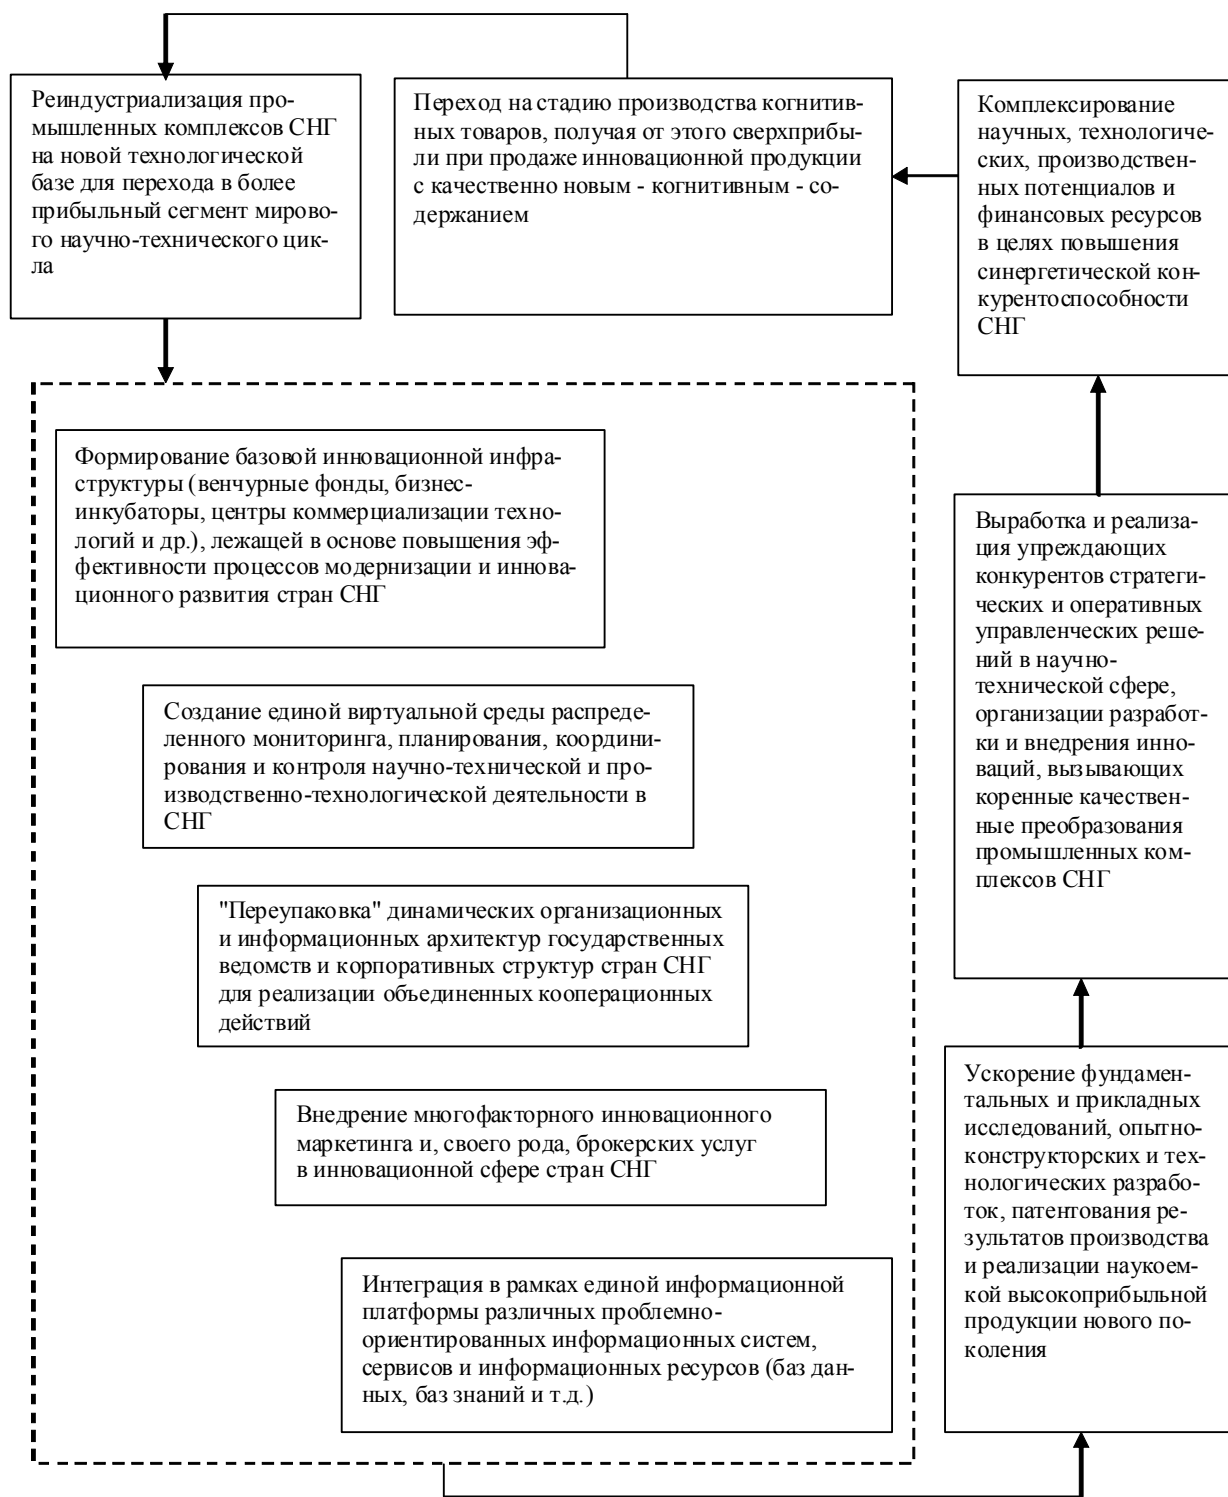 Реиндустриализация про-
мышленных комплексов СНГ
на новой технологической
базе для перехода в более
прибыльный сегмент мирово-
го научно-технического цик-
ла
Переход на стадию производства когнитив-
ных товаров, получая от этого сверхприбы-
ли при продаже инновационной продукции
с качественно новым - когнитивным - со-
держанием
Комплексирование
научных, технологиче-
ских, производствен-
ных потенциалов и
финансовых ресурсов
в целях повышения
синергетической кон-
курентоспособности
СНГ
Формирование базовой инновационной инфра-
структуры (венчурные фонды, бизнес-
инкубаторы, центры коммерциализации техно-
логий и др.), лежащей в основе повышения эф-
фективности процессов модернизации и иннова-
ционного развития стран СНГ
Создание единой виртуальной среды распреде-
ленного мониторинга, планирования, координи-
рования и контроля научно-технической и про-
изводственно-технологической деятельности в
СНГ
"Переупаковка" динамических организационных
и информационных архитектур государственных
ведомств и корпоративных структур стран СНГ
для реализации объединенных кооперационных
действий
Внедрение многофакторного инновационного
маркетинга и, своего рода, брокерских услуг
в инновационной сфере стран СНГ
Интеграция в рамках единой информационной
платформы различных проблемно-
ориентированных информационных систем,
сервисов и информационных ресурсов (баз дан-
ных, баз знаний и т.д.)
Выработка и реализа-
ция упреждающих
конкурентов стратеги-
ческих и оперативных
управленческих реше-
ний в научно-
технической сфере,
организации разработ-
ки и внедрения инно-
ваций, вызывающих
коренные качествен-
ные преобразования
промышленных ком-
плексов СНГ
Ускорение фундамен-
тальных и прикладных
исследований, опытно-
конструкторских и тех-
нологических разрабо-
ток, патентования ре-
зультатов производства
и реализации наукоем-
кой высокоприбыльной
продукции нового по-
коления